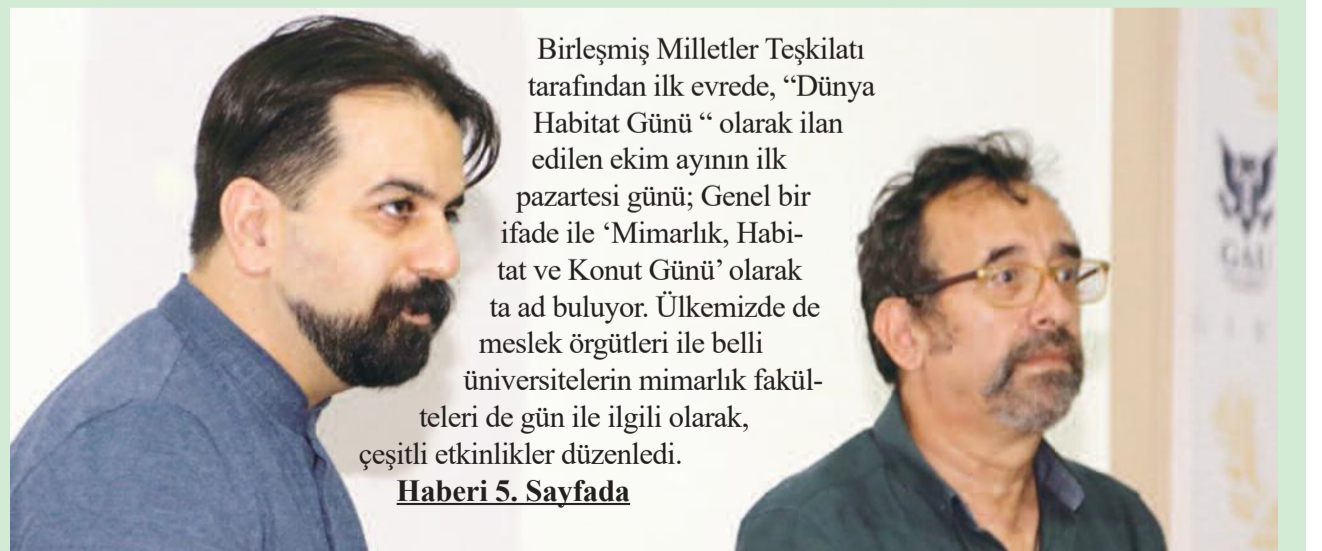 Birleşmiş Milletler Teşkilatı
tarafından ilk evrede, “Dünya
Habitat Günü “ olarak ilan
edilen ekim ayının ilk
pazartesi günü; Genel bir
ifade ile ‘Mimarlık, Habi-
tat ve Konut Günü’ olarak
ta ad buluyor. Ülkemizde de
meslek örgütleri ile belli
üniversitelerin mimarlık fakül-
teleri de gün ile ilgili olarak,
çeşitli etkinlikler düzenledi.
Haberi 5. Sayfada